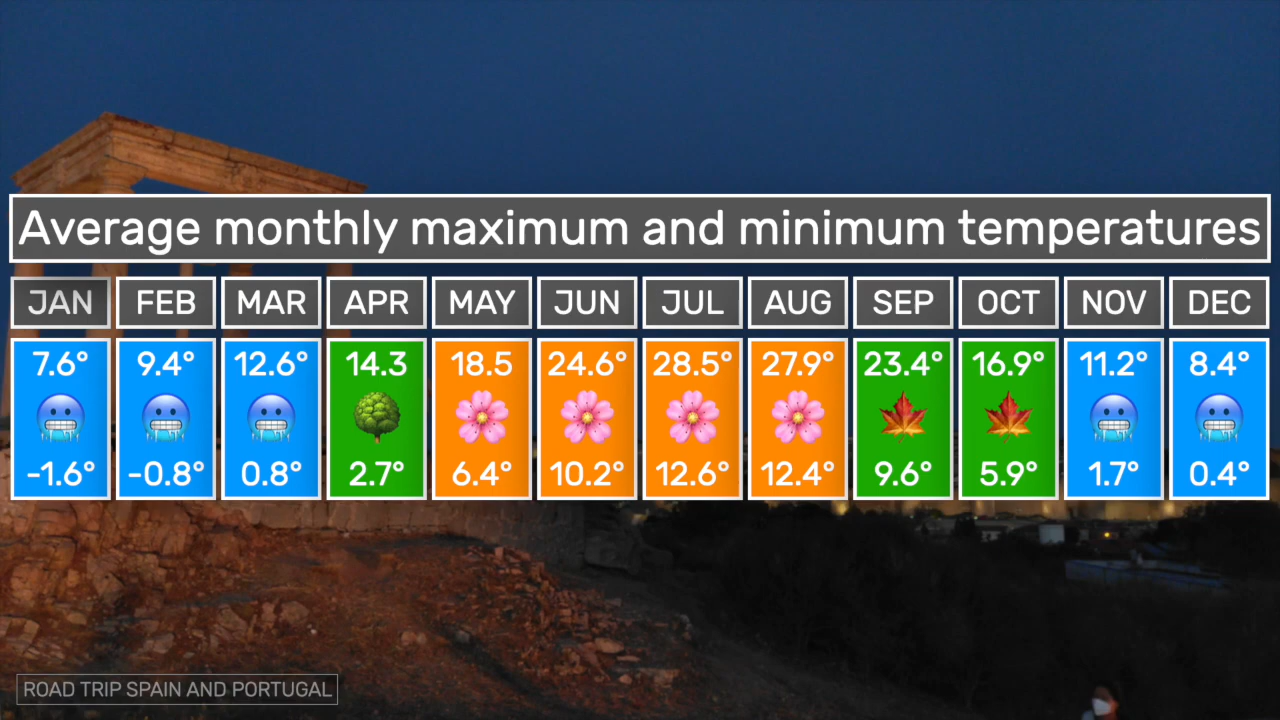 Average monthly maximum and minimum temperatures
JAN FEB MAR APR MAY JUN JUL AUG SEP OCT NOV DEC
7.6° 9.4° 12.6° 14.3 18.5 24.6° 28.5° 27.9° 23.4° 16.9° 11.2° 8.4°
-1.6° -0.8° 0.8° 2.7° 6.4° 10.2° 12.6° 12.4° 9.6° 5.9° 1.7° 0.4°
ROAD TRIP SPAIN AND PORTUGAL